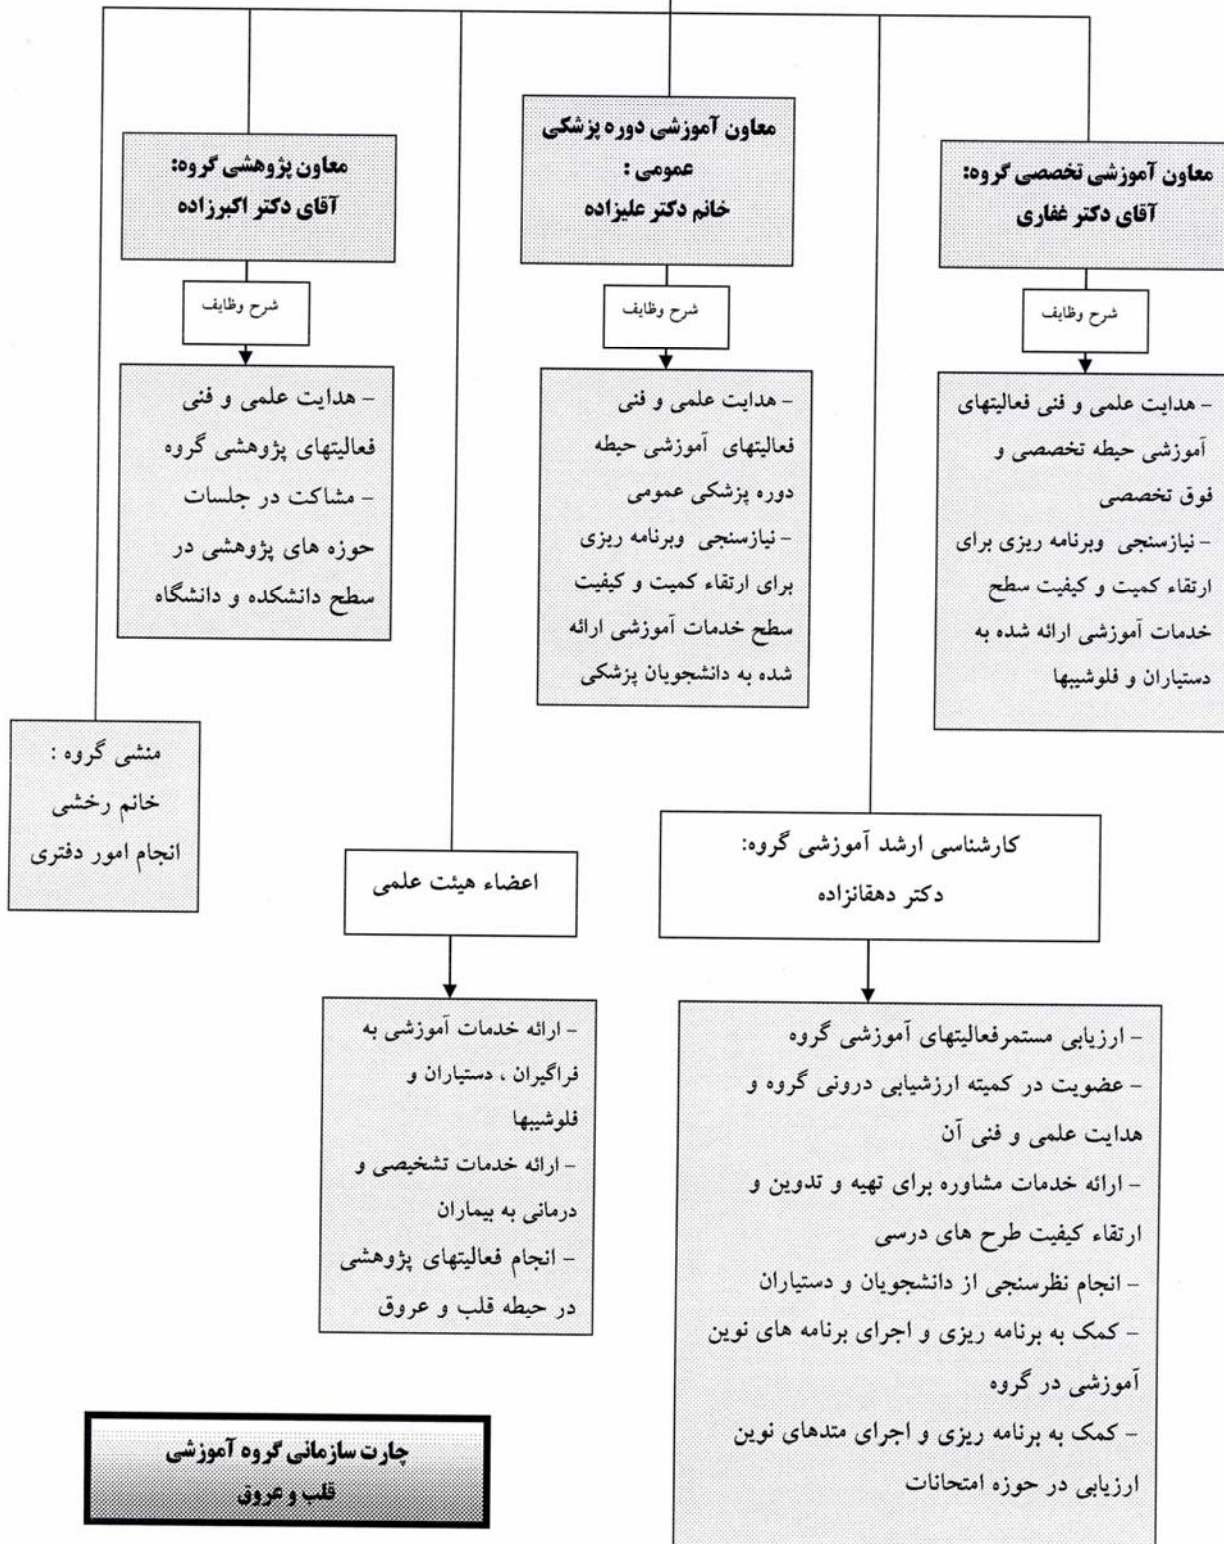 معاون آموزشی تخصصی گروه:
آقای دکتر غفاری
شرح وظایف
– هدایت علمی و فنی فعالیتهای
آموزشی حیطه تخصصی و
فوق تخصصی
– نیازسنجی وبرنامه ریزی برای
ارتقاء کمیت و کیفیت سطح
خدمات آموزشی ارائه شده به
دستیاران و فلوشیبها
معاون آموزشی دوره پزشکی
عمومی :
خانم دکتر علیزاده
شرح وظایف
– هدایت علمی و فنی
فعالیتهای آموزشی حیطه
دوره پزشکی عمومی
– نیازسنجی وبرنامه ریزی
برای ارتقاء کمیت و کیفیت
سطح خدمات آموزشی ارائه
شده به دانشجویان پزشکی
معاون پژوهشی گروه:
آقای دکتر اکبرزاده
شرح وظایف
– هدایت علمی و فنی
فعالیتهای پژوهشی گروه
– مشاکت در جلسات
حوزه های پژوهشی در
سطح دانشکده و دانشگاه
منشی گروه :
خانم رخشی
انجام امور دفتری
کارشناسی ارشد آموزشی گروه:
دکتر دهقانزاده
– ارزیابی مستمرفعالیتهای آموزشی گروه
– عضویت در کمیته ارزشیابی درونی گروه و
هدایت علمی و فنی آن
– ارائه خدمات مشاوره برای تهیه و تدوین و
ارتقاء کیفیت طرح های درسی
– انجام نظرسنجی از دانشجویان و دستیاران
– کمک به برنامه ریزی و اجرای برنامه های نوین
آموزشی در گروه
– کمک به برنامه ریزی و اجرای متدهای نوین
ارزیابی در حوزه امتحانات
اعضاء هیئت علمی
– ارائه خدمات آموزشی به
فراگیران ، دستیاران و
فلوشیبها
– ارائه خدمات تشخیصی و
درمانی به بیماران
– انجام فعالیتهای پژوهشی
در حیطه قلب و عروق
چارت سازمانی گروه آموزشی
قلب و عروق